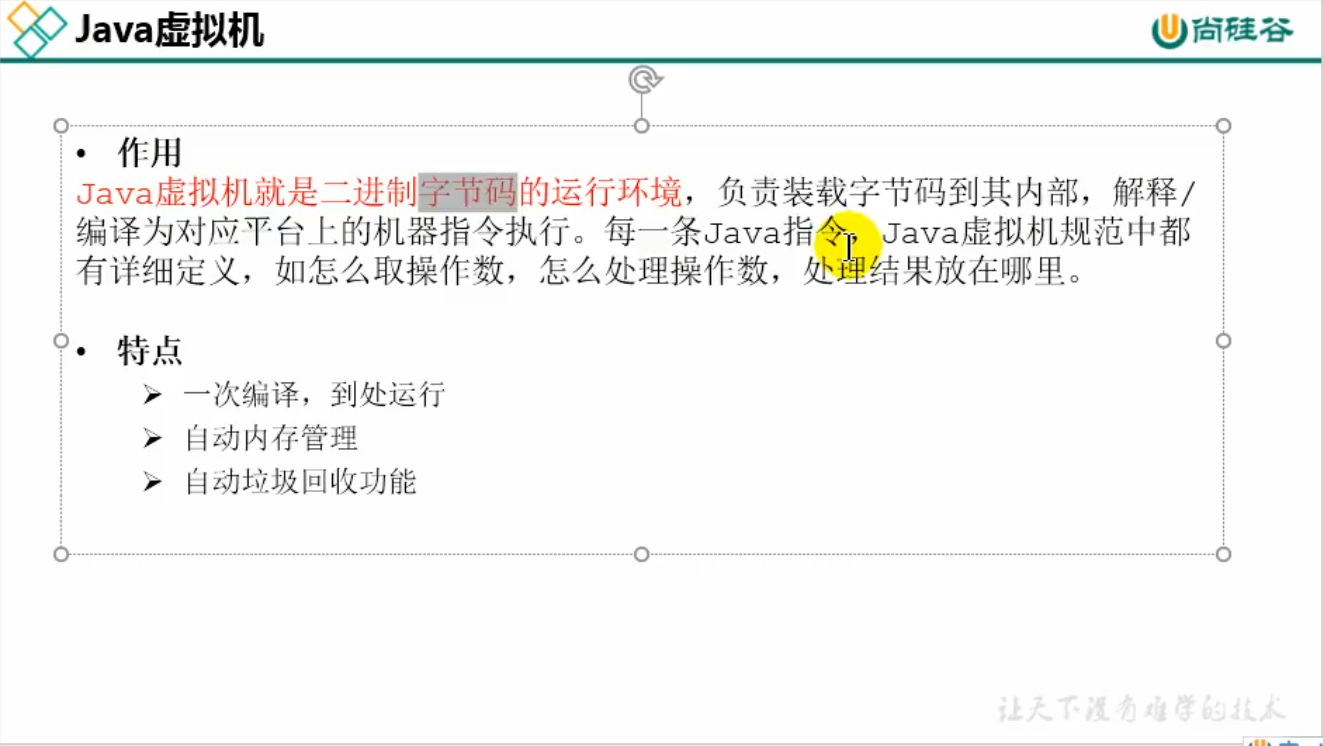 Java虚拟机
尚硅谷
• 作用
Java虚拟机就是二进制字节码的运行环境，负责装载字节码到其内部，解释/
编译为对应平台上的机器指令执行。每一条Java指令，Java虚拟机规范中都
有详细定义，如怎么取操作数，怎么处理操作数，处理结果放在哪里。
• 特点
➢ 一次编译，到处运行
➢ 自动内存管理
➢ 自动垃圾回收功能
让天下没有难学的技术